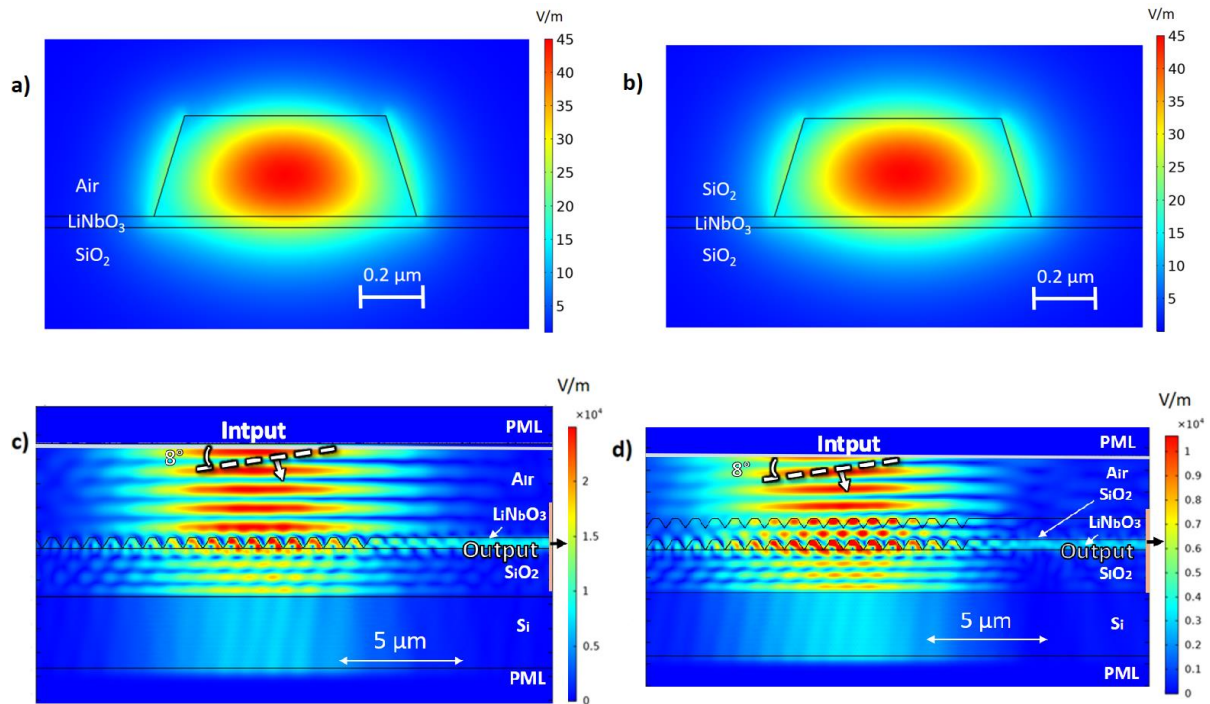 a)
V/m
45
40
35
30
25
20
15
10
5
Air
LiNbO₃
SiO₂
0.2 µm
b)
V/m
45
40
35
30
25
20
15
10
5
SiO₂
LiNbO₃
SiO₂
0.2 µm
c)
V/m
×10⁴
2
1.5
1
0.5
0
PML
Intput
8°
Air
LiNbO₃
Output
SiO₂
Si
5 µm
PML
d)
V/m
×10⁴
1
0.9
0.8
0.7
0.6
0.5
0.4
0.3
0.2
0.1
0
PML
Intput
8°
Air
SiO₂
LiNbO₃
Output
SiO₂
5 µm
Si
PML